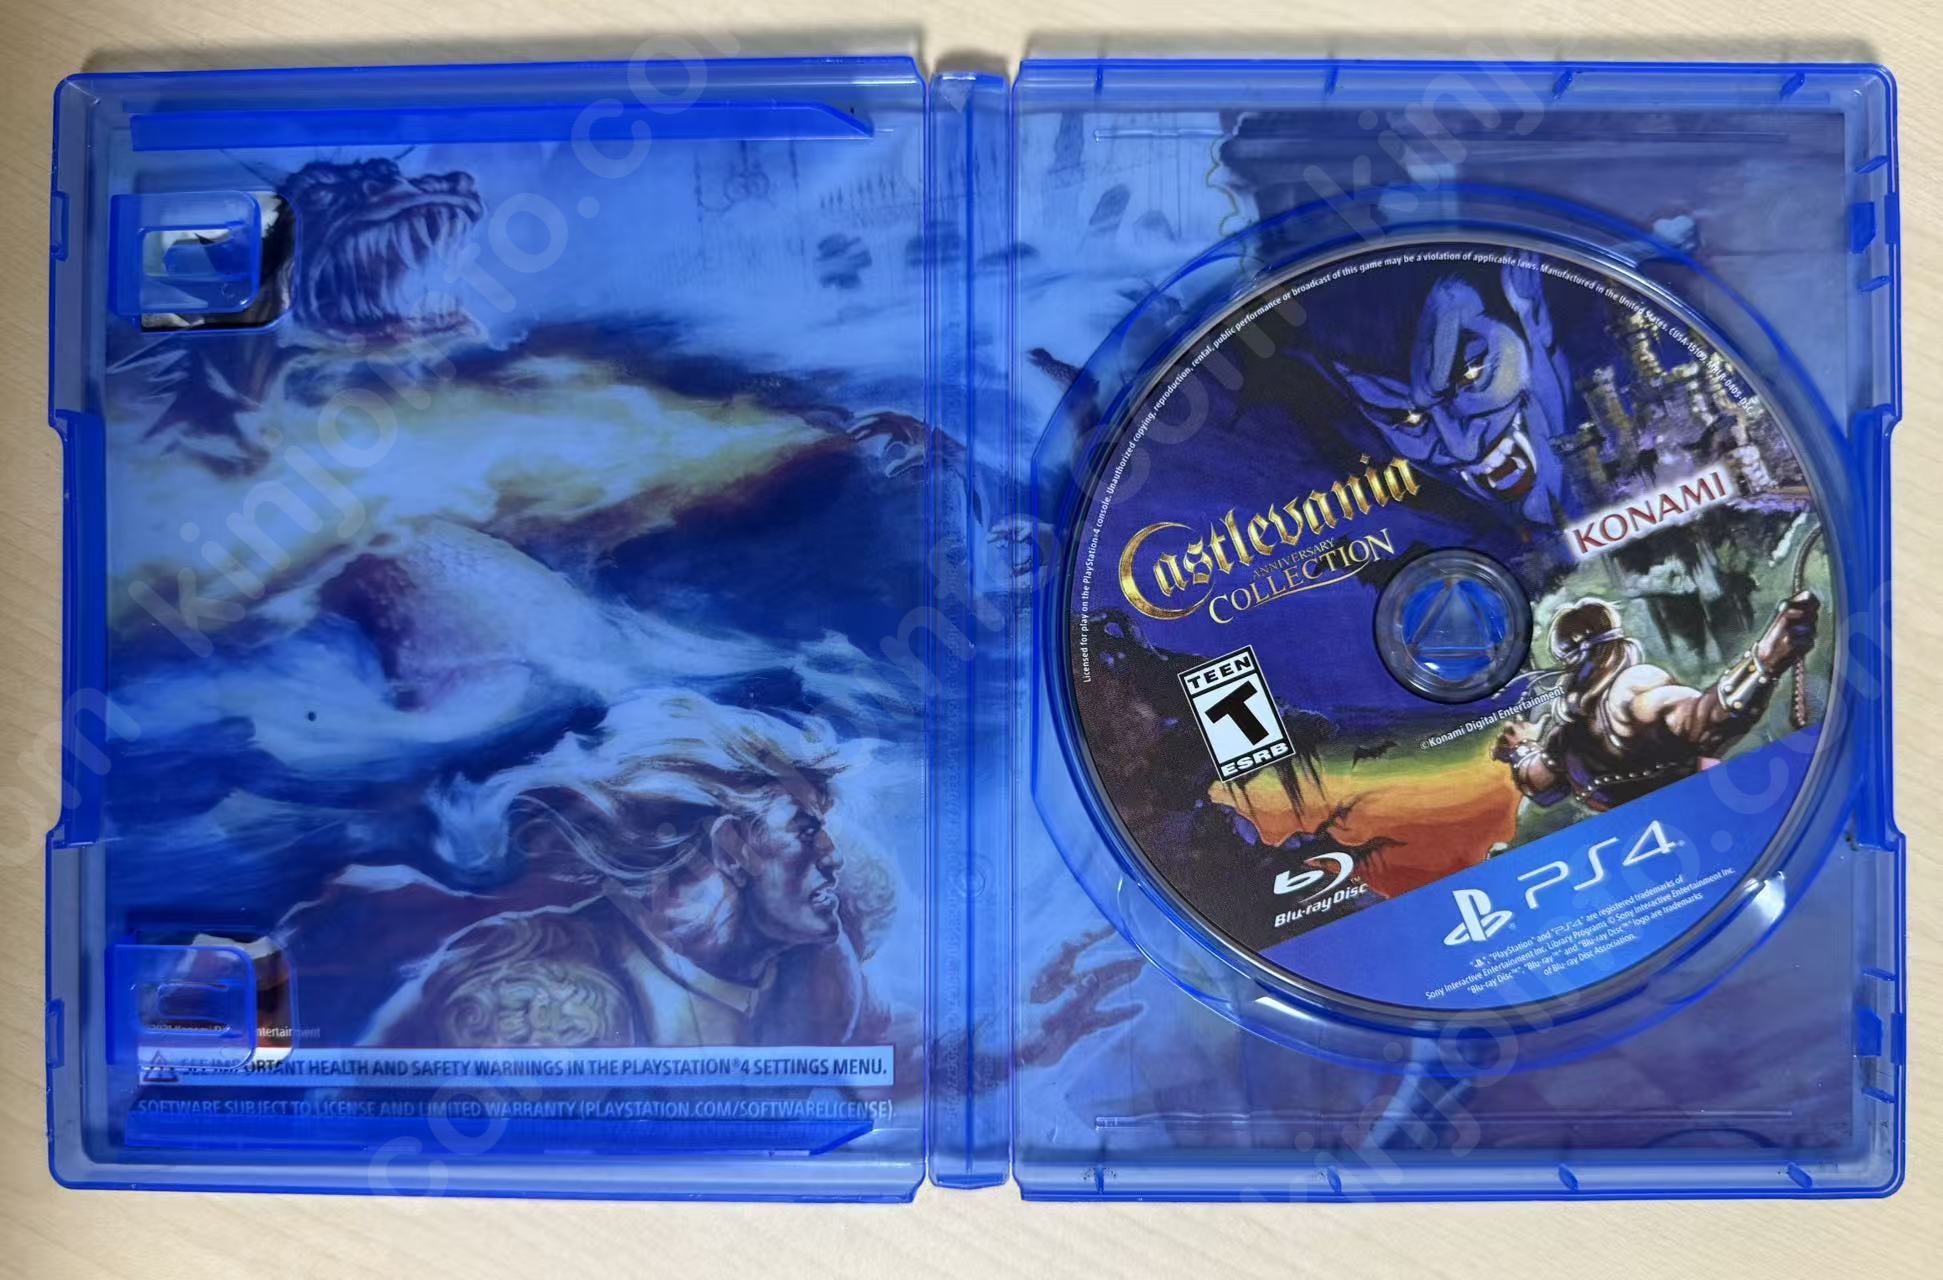 Licensed for play on the PlayStation®4 console. Unauthorized copying, reproduction, rental, public performance or broadcast of this game may be a violation of applicable laws. Manufactured in the United States. CUSA-15109
Castlevania
ANNIVERSARY
COLLECTION
KONAMI
TEEN
T
ESRB
©Konami Digital Entertainment
Blu-ray Disc™
PS4
"PlayStation" and "PS4" are registered trademarks of
Sony Interactive Entertainment Inc. Library Programs © Sony Interactive Entertainment Inc.
"Blu-ray Disc™", "Blu-ray™" and "Blu-ray Disc™" logo are trademarks
of Blu-ray Disc Association.
SEE IMPORTANT HEALTH AND SAFETY WARNINGS IN THE PLAYSTATION®4 SETTINGS MENU.
SOFTWARE SUBJECT TO LICENSE AND LIMITED WARRANTY (PLAYSTATION.COM/SOFTWARELICENSE).
kinjoinfo.com